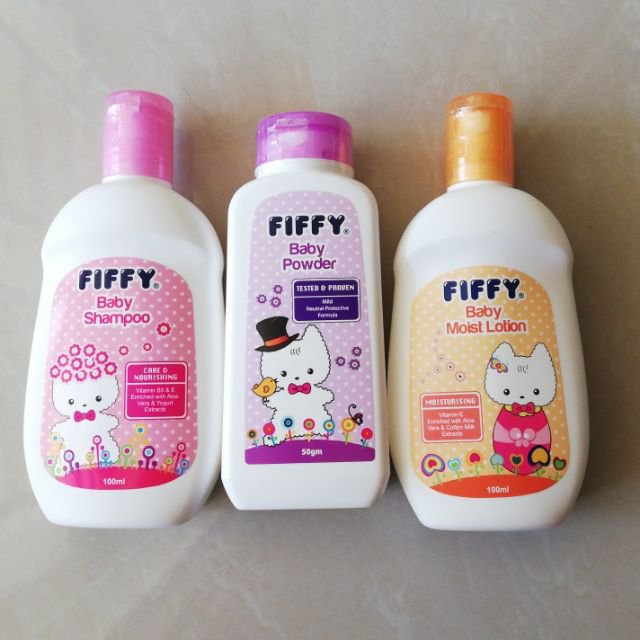 FIFFY®
Baby
Shampoo
CARE &
NOURISHING
Vitamin B5 & E
Enriched with Aloe
Vera & Yogurt
Extracts
100ml
FIFFY®
Baby
Powder
TESTED & PROVEN
Mild
Neutral-Protective
Formula
50gm
FIFFY®
Baby
Moist Lotion
MOISTURISING
Vitamin E
Enriched with Aloe
Vera & Cotton Milk
Extracts
100ml